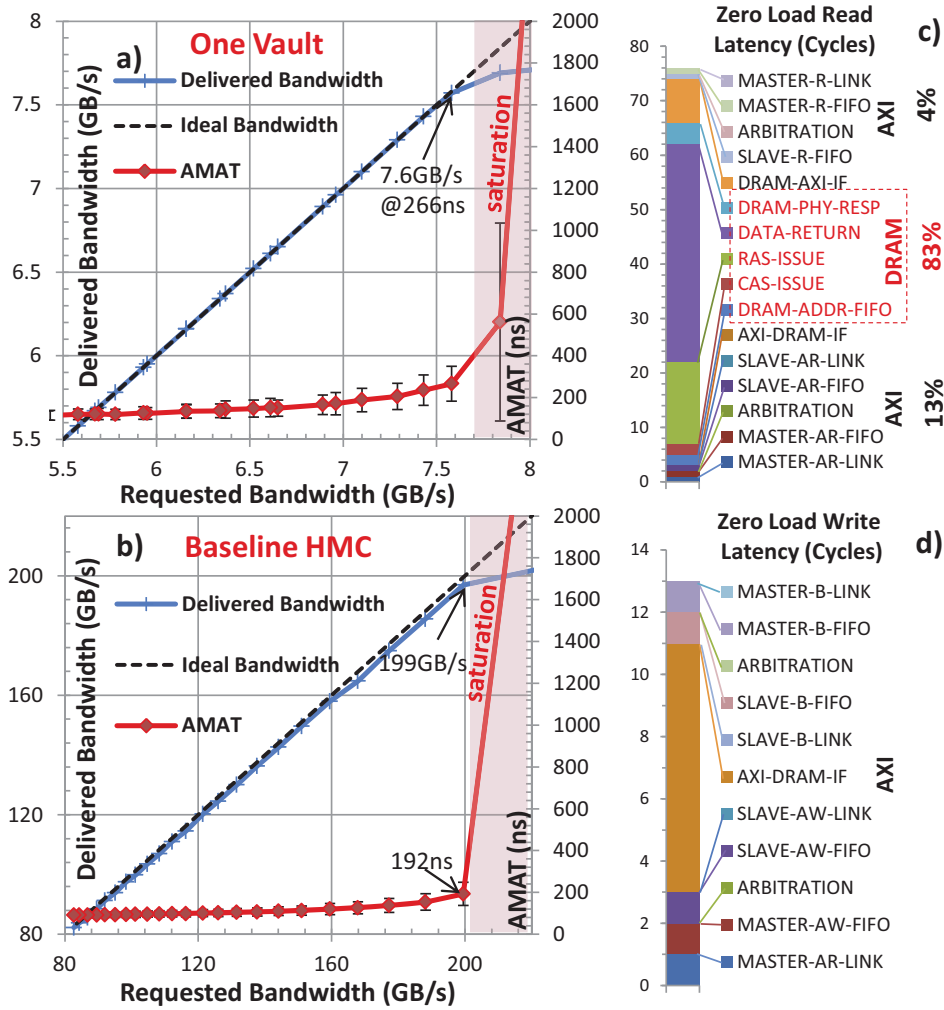 a)
One Vault
Delivered Bandwidth
Ideal Bandwidth
AMAT
7.6GB/s
@266ns
saturation
Delivered Bandwidth (GB/s)
AMAT (ns)
8
7.5
7
6.5
6
5.5
2000
1800
1600
1400
1200
1000
800
600
400
200
0
5.5
6
6.5
7
7.5
8
Requested Bandwidth (GB/s)
b)
Baseline HMC
Delivered Bandwidth
Ideal Bandwidth
AMAT
199GB/s
192ns
saturation
Delivered Bandwidth (GB/s)
AMAT (ns)
200
160
120
80
2000
1800
1600
1400
1200
1000
800
600
400
200
0
80
120
160
200
Requested Bandwidth (GB/s)
Zero Load Read
Latency (Cycles)
c)
80
70
60
50
40
30
20
10
0
MASTER-R-LINK
MASTER-R-FIFO
ARBITRATION
SLAVE-R-FIFO
DRAM-AXI-IF
DRAM-PHY-RESP
DATA-RETURN
RAS-ISSUE
CAS-ISSUE
DRAM-ADDR-FIFO
AXI-DRAM-IF
SLAVE-AR-LINK
SLAVE-AR-FIFO
ARBITRATION
MASTER-AR-FIFO
MASTER-AR-LINK
AXI
4%
DRAM
83%
AXI
13%
Zero Load Write
Latency (Cycles)
d)
14
12
10
8
6
4
2
0
MASTER-B-LINK
MASTER-B-FIFO
ARBITRATION
SLAVE-B-FIFO
SLAVE-B-LINK
AXI-DRAM-IF
SLAVE-AW-LINK
SLAVE-AW-FIFO
ARBITRATION
MASTER-AW-FIFO
MASTER-AR-LINK
AXI